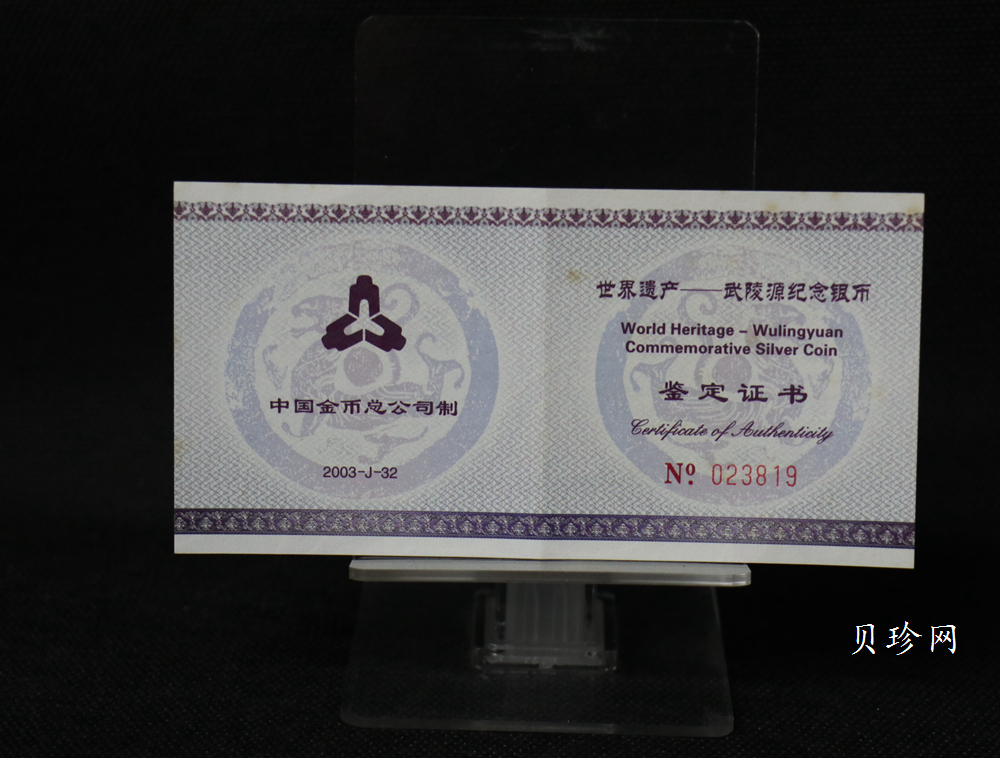 中国金币总公司制
2003-J-32
世界遗产——武陵源纪念银币
World Heritage – Wulingyuan
Commemorative Silver Coin
鉴定证书
Certificate of Authenticity
Nº 023819
贝珍网